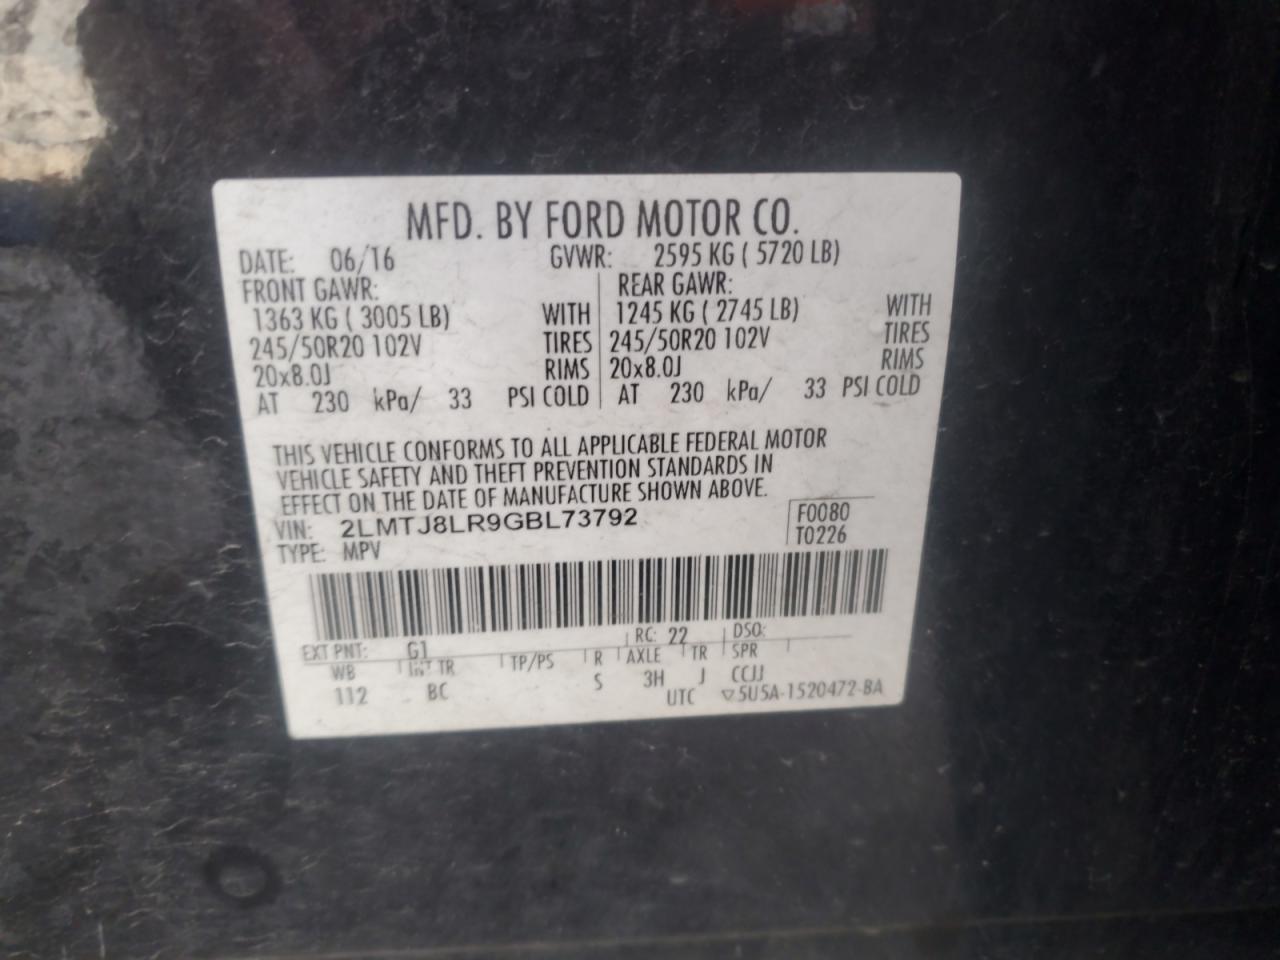 MFD. BY FORD MOTOR CO.
DATE: 06/16 GVWR: 2595 KG ( 5720 LB)
FRONT GAWR: REAR GAWR:
1363 KG ( 3005 LB) WITH 1245 KG ( 2745 LB) WITH
245/50R20 102V TIRES 245/50R20 102V TIRES
20x8.0J RIMS 20x8.0J RIMS
AT 230 kPa/ 33 PSI COLD AT 230 kPa/ 33 PSI COLD
THIS VEHICLE CONFORMS TO ALL APPLICABLE FEDERAL MOTOR
VEHICLE SAFETY AND THEFT PREVENTION STANDARDS IN
EFFECT ON THE DATE OF MANUFACTURE SHOWN ABOVE.
VIN: 2LMTJ8LR9GBL73792 F0080
TYPE: MPV T0226
EXT PNT: G1 RC: 22 DSO:
WB INT TR TP/PS R AXLE TR SPR
112 BC S 3H J CCJJ
UTC ▽5U5A-1520472-BA